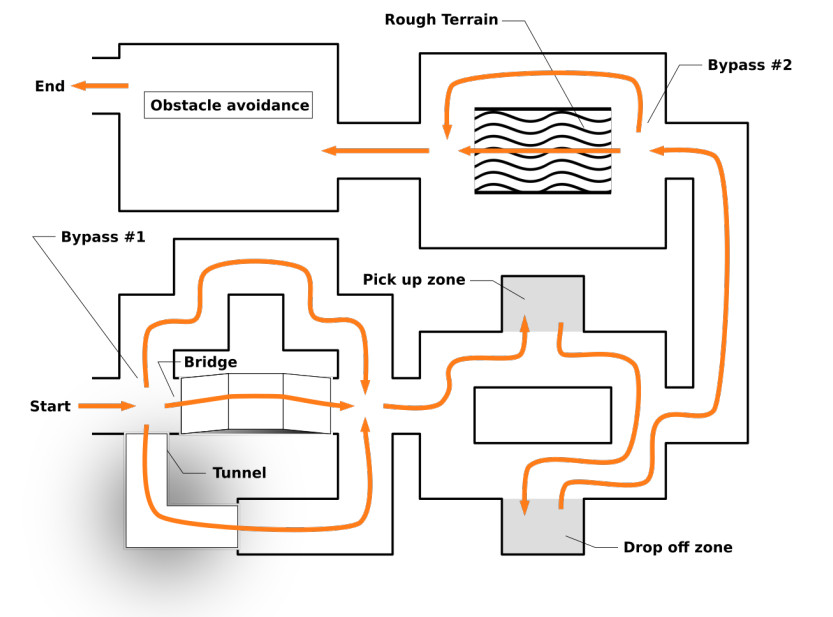 Rough Terrain
Bypass #2
End
Obstacle avoidance
Bypass #1
Pick up zone
Bridge
Start
Tunnel
Drop off zone